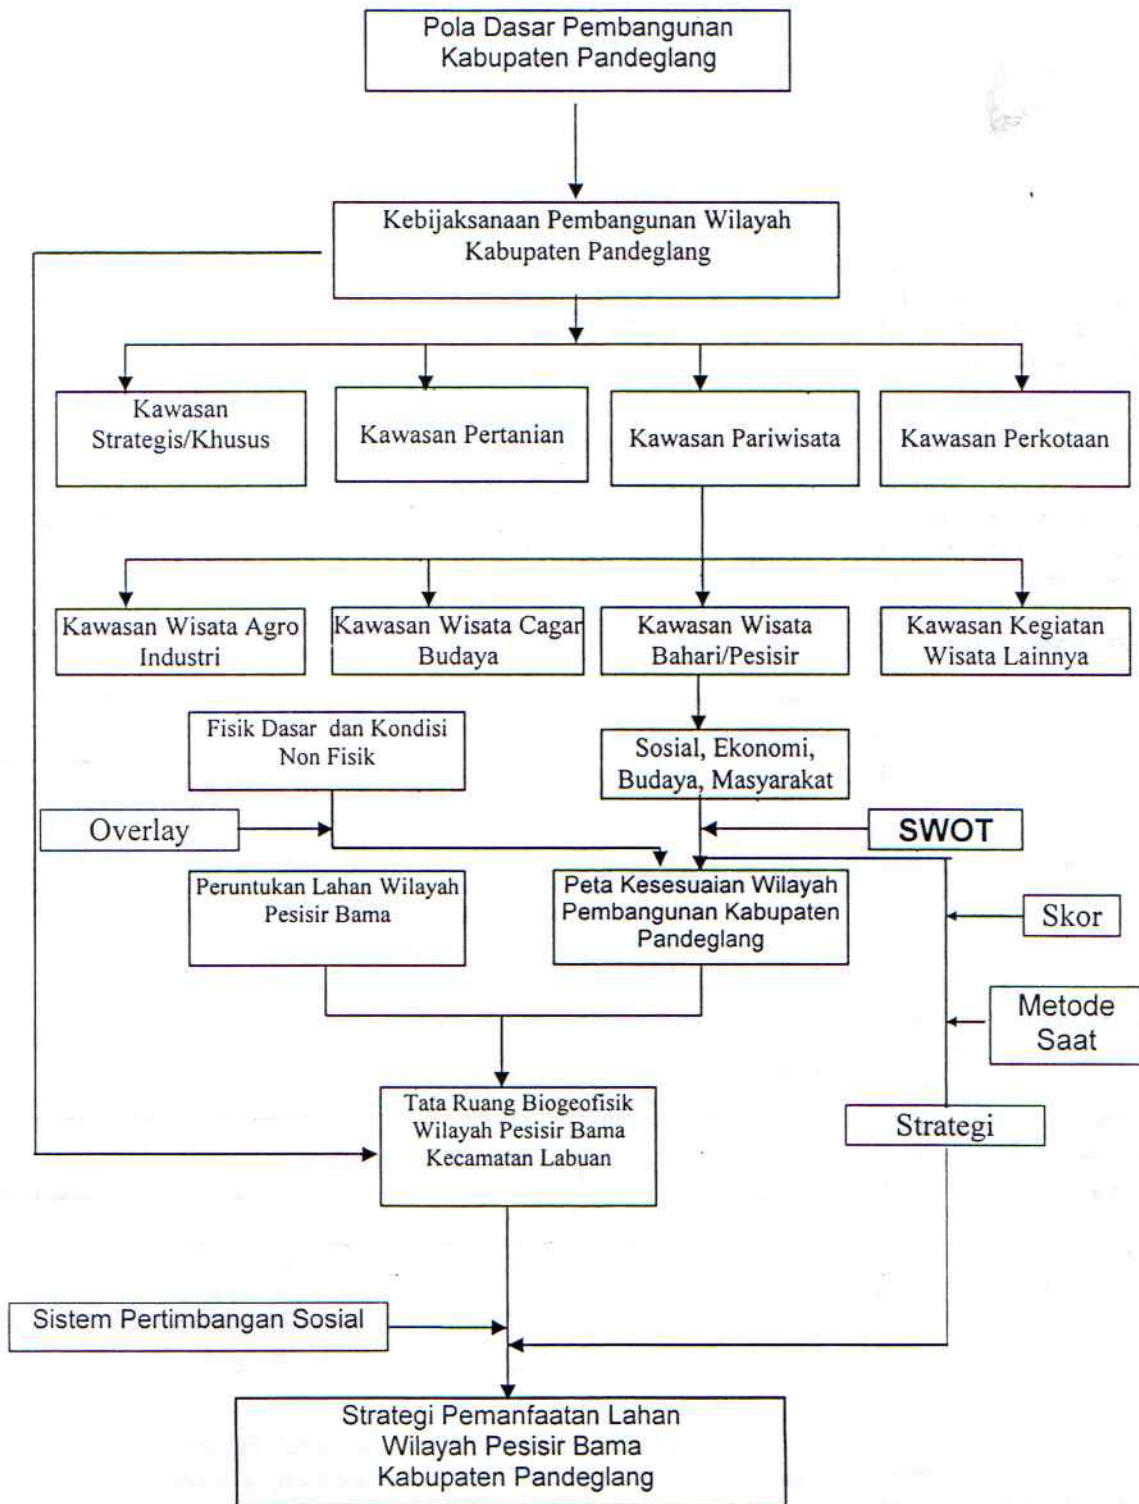 Pola Dasar Pembangunan
Kabupaten Pandeglang
Kebijaksanaan Pembangunan Wilayah
Kabupaten Pandeglang
Kawasan
Strategis/Khusus
Kawasan Pertanian
Kawasan Pariwisata
Kawasan Perkotaan
Kawasan Wisata Agro
Industri
Kawasan Wisata Cagar
Budaya
Kawasan Wisata
Bahari/Pesisir
Kawasan Kegiatan
Wisata Lainnya
Fisik Dasar dan Kondisi
Non Fisik
Sosial, Ekonomi,
Budaya, Masyarakat
Overlay
SWOT
Peruntukan Lahan Wilayah
Pesisir Bama
Peta Kesesuaian Wilayah
Pembangunan Kabupaten
Pandeglang
Skor
Metode
Saat
Tata Ruang Biogeofisik
Wilayah Pesisir Bama
Kecamatan Labuan
Strategi
Sistem Pertimbangan Sosial
Strategi Pemanfaatan Lahan
Wilayah Pesisir Bama
Kabupaten Pandeglang